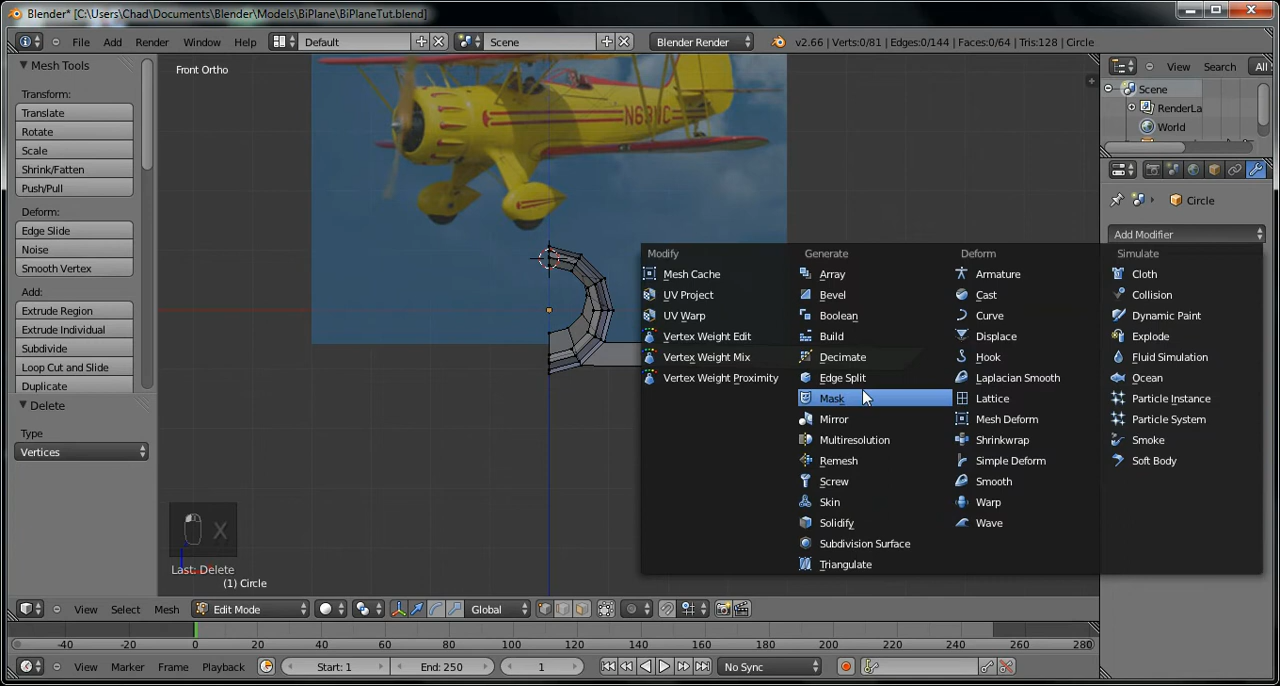 Blender* [C:\Users\Chad\Documents\Blender\Models\BiPlane\BiPlaneTut.blend]
File Add Render Window Help Default Scene Blender Render v2.66 | Verts:0/81 | Edges:0/144 | Faces:0/64 | Tris:128 | Circle
View Search All
Mesh Tools
Transform:
Translate
Rotate
Scale
Shrink/Fatten
Push/Pull
Deform:
Edge Slide
Noise
Smooth Vertex
Add:
Extrude Region
Extrude Individual
Subdivide
Loop Cut and Slide
Duplicate
Delete
Type
Vertices
Front Ortho
N63WC
X
Last: Delete
(1) Circle
Modify
Mesh Cache
UV Project
UV Warp
Vertex Weight Edit
Vertex Weight Mix
Vertex Weight Proximity
Generate
Array
Bevel
Boolean
Build
Decimate
Edge Split
Mask
Mirror
Multiresolution
Remesh
Screw
Skin
Solidify
Subdivision Surface
Triangulate
Deform
Armature
Cast
Curve
Displace
Hook
Laplacian Smooth
Lattice
Mesh Deform
Shrinkwrap
Simple Deform
Smooth
Warp
Wave
Simulate
Cloth
Collision
Dynamic Paint
Explode
Fluid Simulation
Ocean
Particle Instance
Particle System
Smoke
Soft Body
Scene
RenderLa
World
Circle
Add Modifier
View Select Mesh Edit Mode Global
-40 -20 0 20 40 60 80 100 120 140 160 180 200 220 240 260 280
View Marker Frame Playback Start: 1 End: 250 1 No Sync